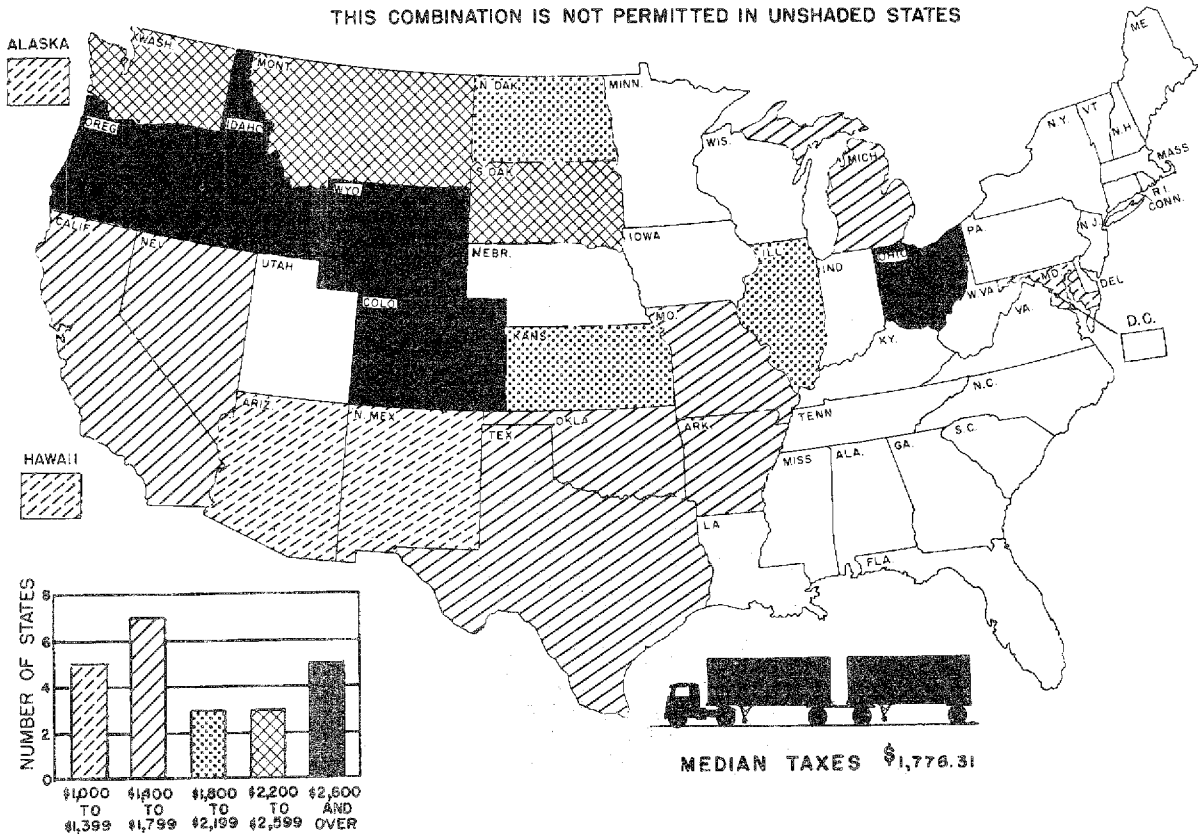 THIS COMBINATION IS NOT PERMITTED IN UNSHADED STATES
ALASKA
WASH
MONT.
N DAK.
MINN.
ME
OREG
IDAHO
WYO
S DAK
WIS.
MICH
N.Y.
VT
N.H
MASS
R.I.
CONN.
CALIF
NEV
UTAH
NEBR.
IOWA
ILL
IND
OHIO
PA.
N.J.
MD.
DEL
W.VA
VA.
D.C.
COLO
KANS
MO.
KY.
N.C.
ARIZ
N.MEX
TEX.
OKLA
ARK.
TENN
S.C.
MISS
ALA.
GA.
LA
FLA
HAWAII
NUMBER OF STATES
8
6
4
2
0
$1,000
TO
$1,399
$1,400
TO
$1,799
$1,800
TO
$2,199
$2,200
TO
$2,599
$2,600
AND
OVER
MEDIAN TAXES $1,776.31